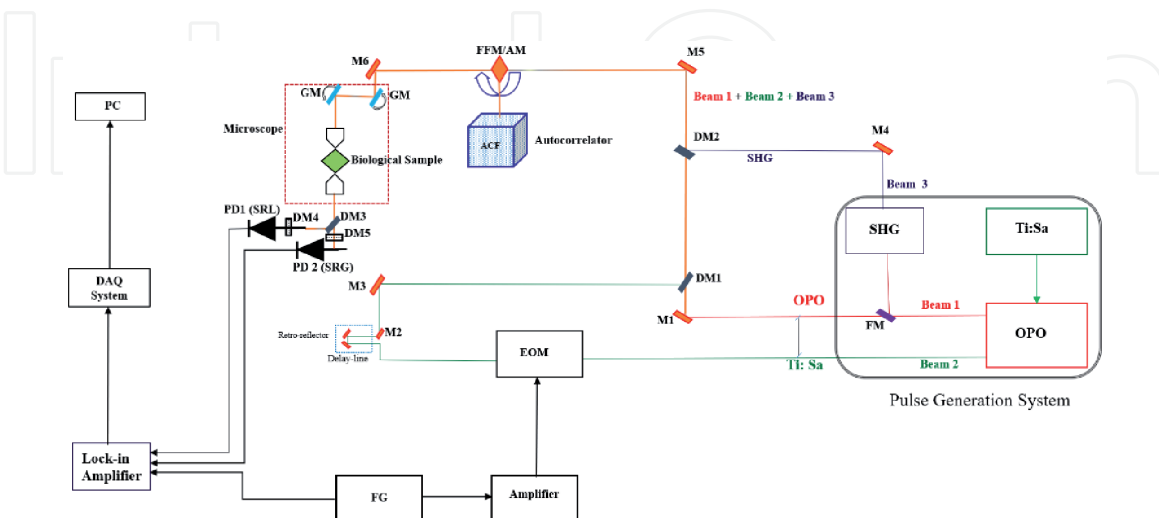 FFM/AM
M5
M6
GM
GM
PC
Beam 1 + Beam 2 + Beam 3
Microscope
ACF
Autocorrelator
DM2
M4
SHG
Biological Sample
Beam 3
PD1 (SRL)
DM4
DM3
DM5
SHG
Ti:Sa
PD 2 (SRG)
DAQ
System
M3
DM1
OPO
Beam 1
M1
FM
OPO
M2
Retro-reflector
Delay-line
EOM
Ti: Sa
Beam 2
Pulse Generation System
Lock-in
Amplifier
FG
Amplifier